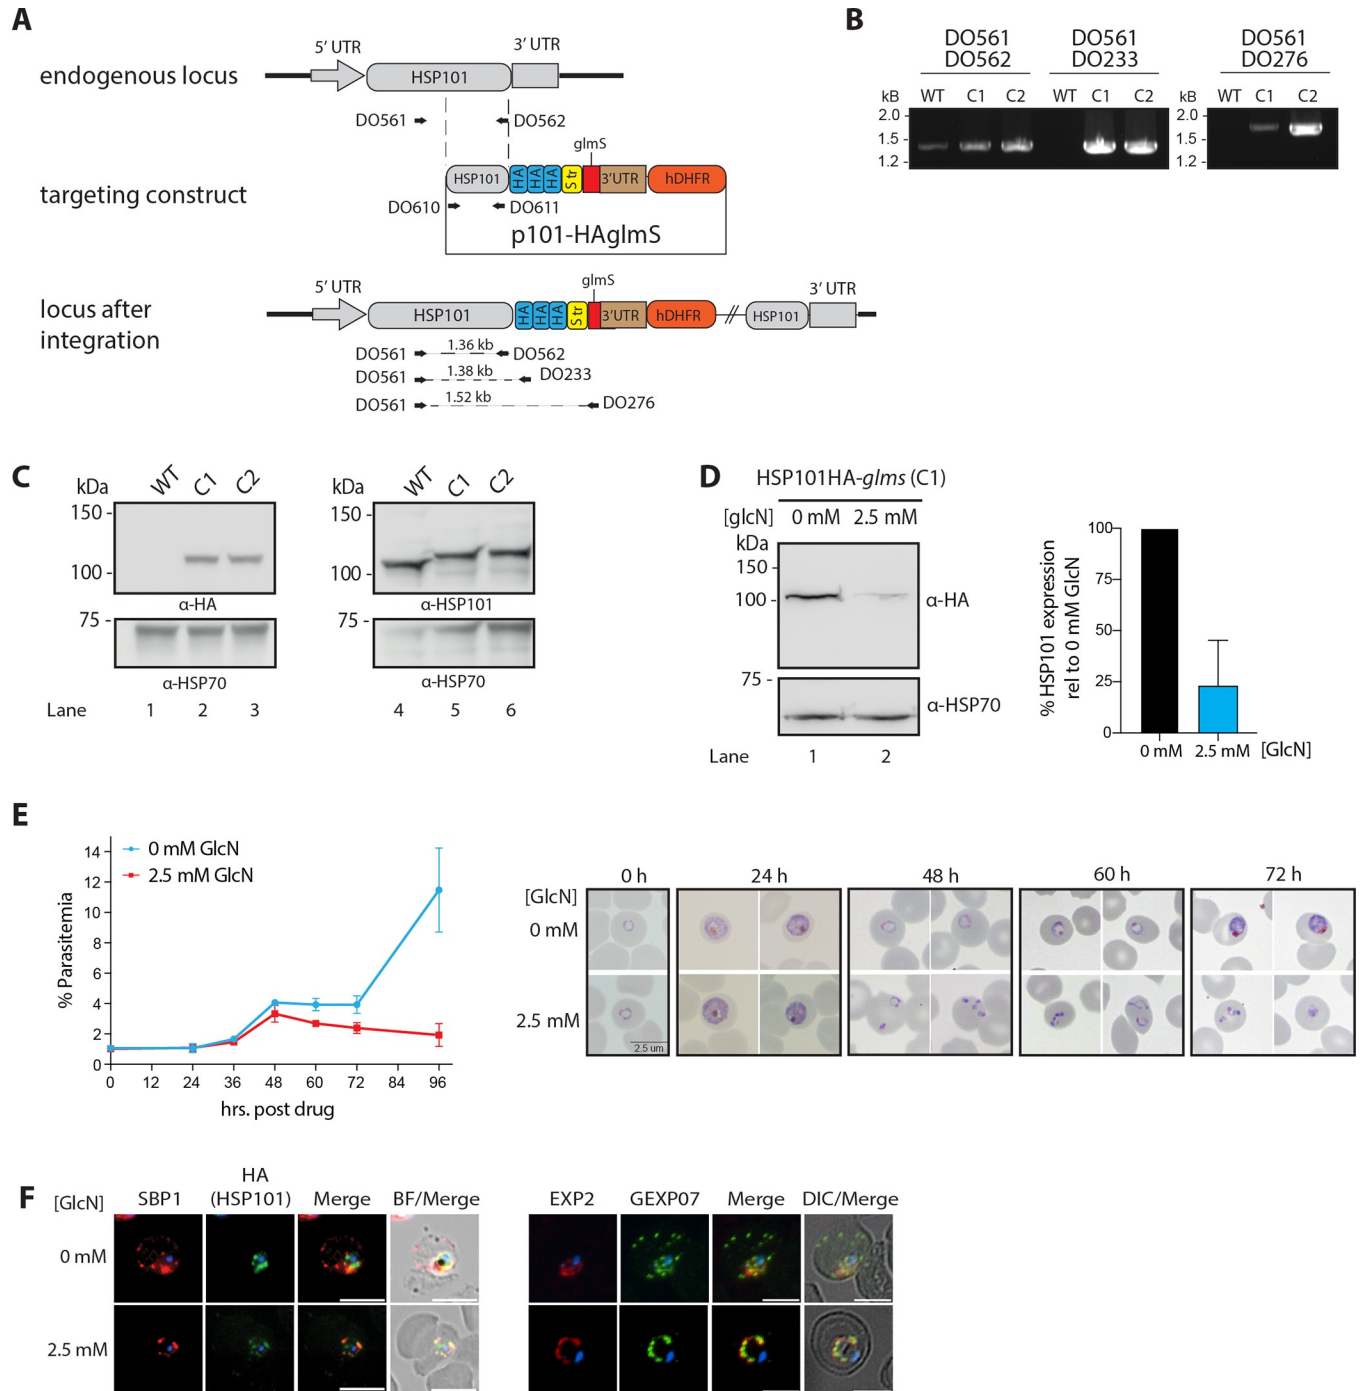 A
endogenous locus
5′ UTR
HSP101
3′ UTR
DO561
DO562
targeting construct
glmS
HSP101
HA
HA
HA
Str
3′UTR
hDHFR
DO610
DO611
p101-HAglmS
locus after
integration
5′ UTR
HSP101
HA
HA
HA
Str
glmS
3′UTR
hDHFR
HSP101
3′ UTR
DO561
1.36 kb
DO562
DO561
1.38 kb
DO233
DO561
1.52 kb
DO276
B
DO561
DO562
DO561
DO233
DO561
DO276
kB
WT
C1
C2
WT
C1
C2
kB
WT
C1
C2
2.0
1.5
1.2
2.0
1.5
1.2
C
kDa
WT
C1
C2
150
100
α-HA
75
α-HSP70
Lane
1
2
3
kDa
WT
C1
C2
150
100
α-HSP101
75
α-HSP70
4
5
6
D
HSP101HA-glms (C1)
[glcN]
0 mM
2.5 mM
kDa
150
100
α-HA
75
α-HSP70
Lane
1
2
% HSP101 expression
rel to 0 mM GlcN
100
75
50
25
0
0 mM
2.5 mM
[GlcN]
E
% Parasitemia
14
12
10
8
6
4
2
0
0 mM GlcN
2.5 mM GlcN
0
12
24
36
48
60
72
84
96
hrs. post drug
[GlcN]
0 h
24 h
48 h
60 h
72 h
0 mM
2.5 mM
2.5 um
F
[GlcN]
SBP1
HA
(HSP101)
Merge
BF/Merge
0 mM
2.5 mM
EXP2
GEXP07
Merge
DIC/Merge